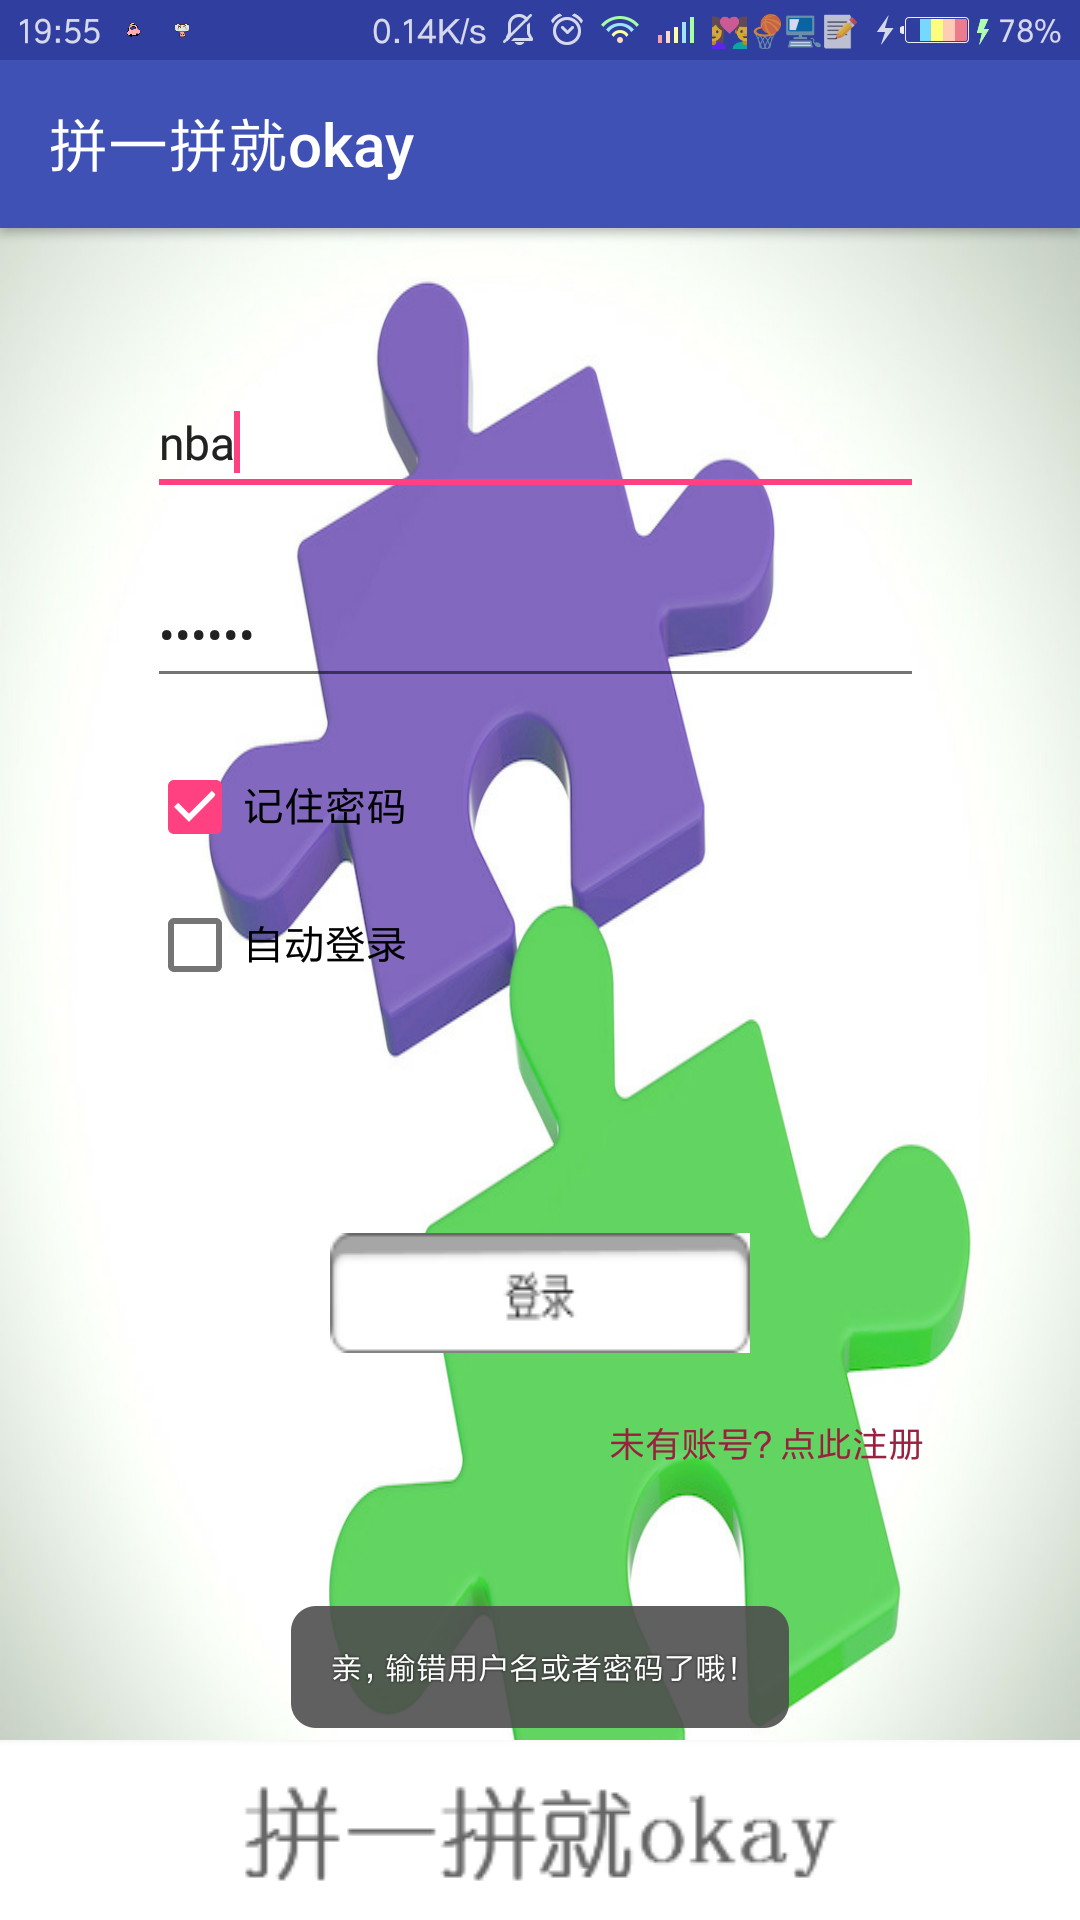 19:55 0.14K/s 78%
拼一拼就okay
nba
••••••
记住密码
自动登录
登录
未有账号? 点此注册
亲, 输错用户名或者密码了哦!
拼一拼就okay